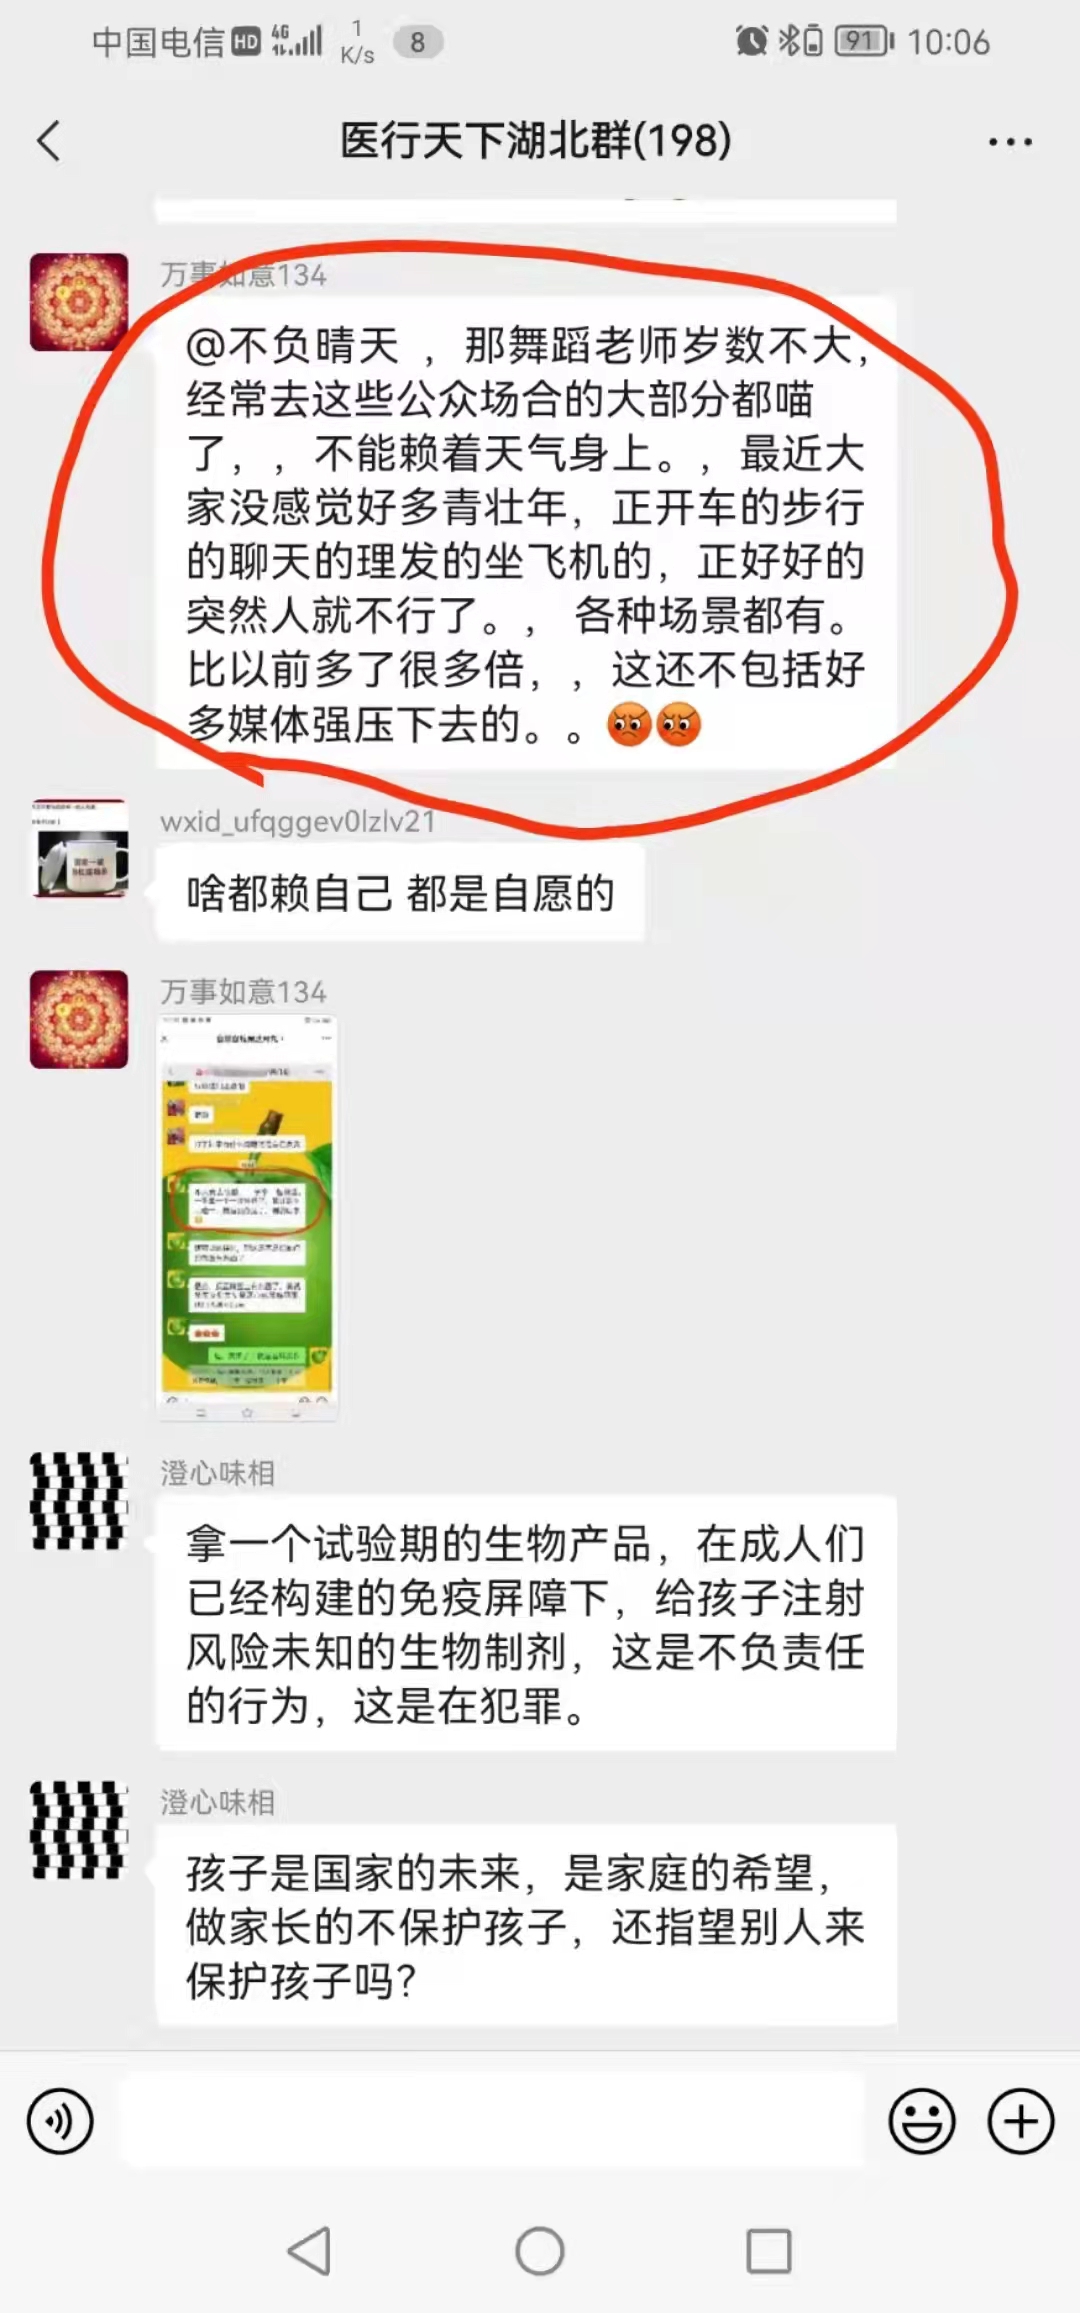 中国电信 HD 4G 1 K/s 8 91 10:06
医行天下湖北群(198)
万事如意134
@不负晴天 ，那舞蹈老师岁数不大，
经常去这些公众场合的大部分都喵
了，，不能赖着天气身上。，最近大
家没感觉好多青壮年，正开车的步行
的聊天的理发的坐飞机的，正好好的
突然人就不行了。， 各种场景都有。
比以前多了很多倍，，这还不包括好
多媒体强压下去的。。
wxid_ufqggev0lzlv21
啥都赖自己 都是自愿的
万事如意134
澄心味相
拿一个试验期的生物产品，在成人们
已经构建的免疫屏障下，给孩子注射
风险未知的生物制剂，这是不负责任
的行为，这是在犯罪。
澄心味相
孩子是国家的未来，是家庭的希望，
做家长的不保护孩子，还指望别人来
保护孩子吗？